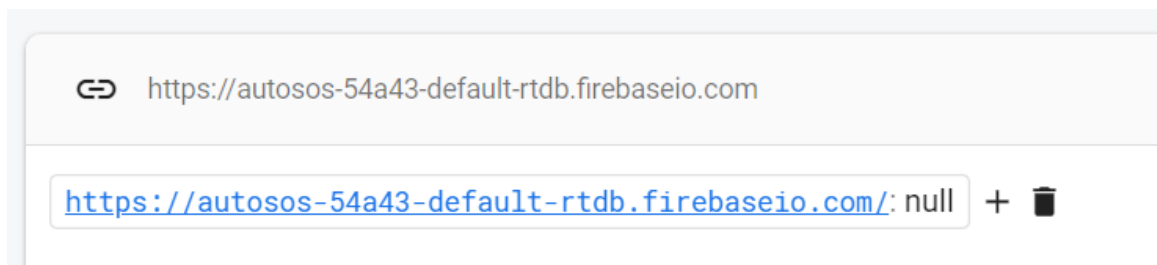 https://autosos-54a43-default-rtdb.firebaseio.com
https://autosos-54a43-default-rtdb.firebaseio.com/: null